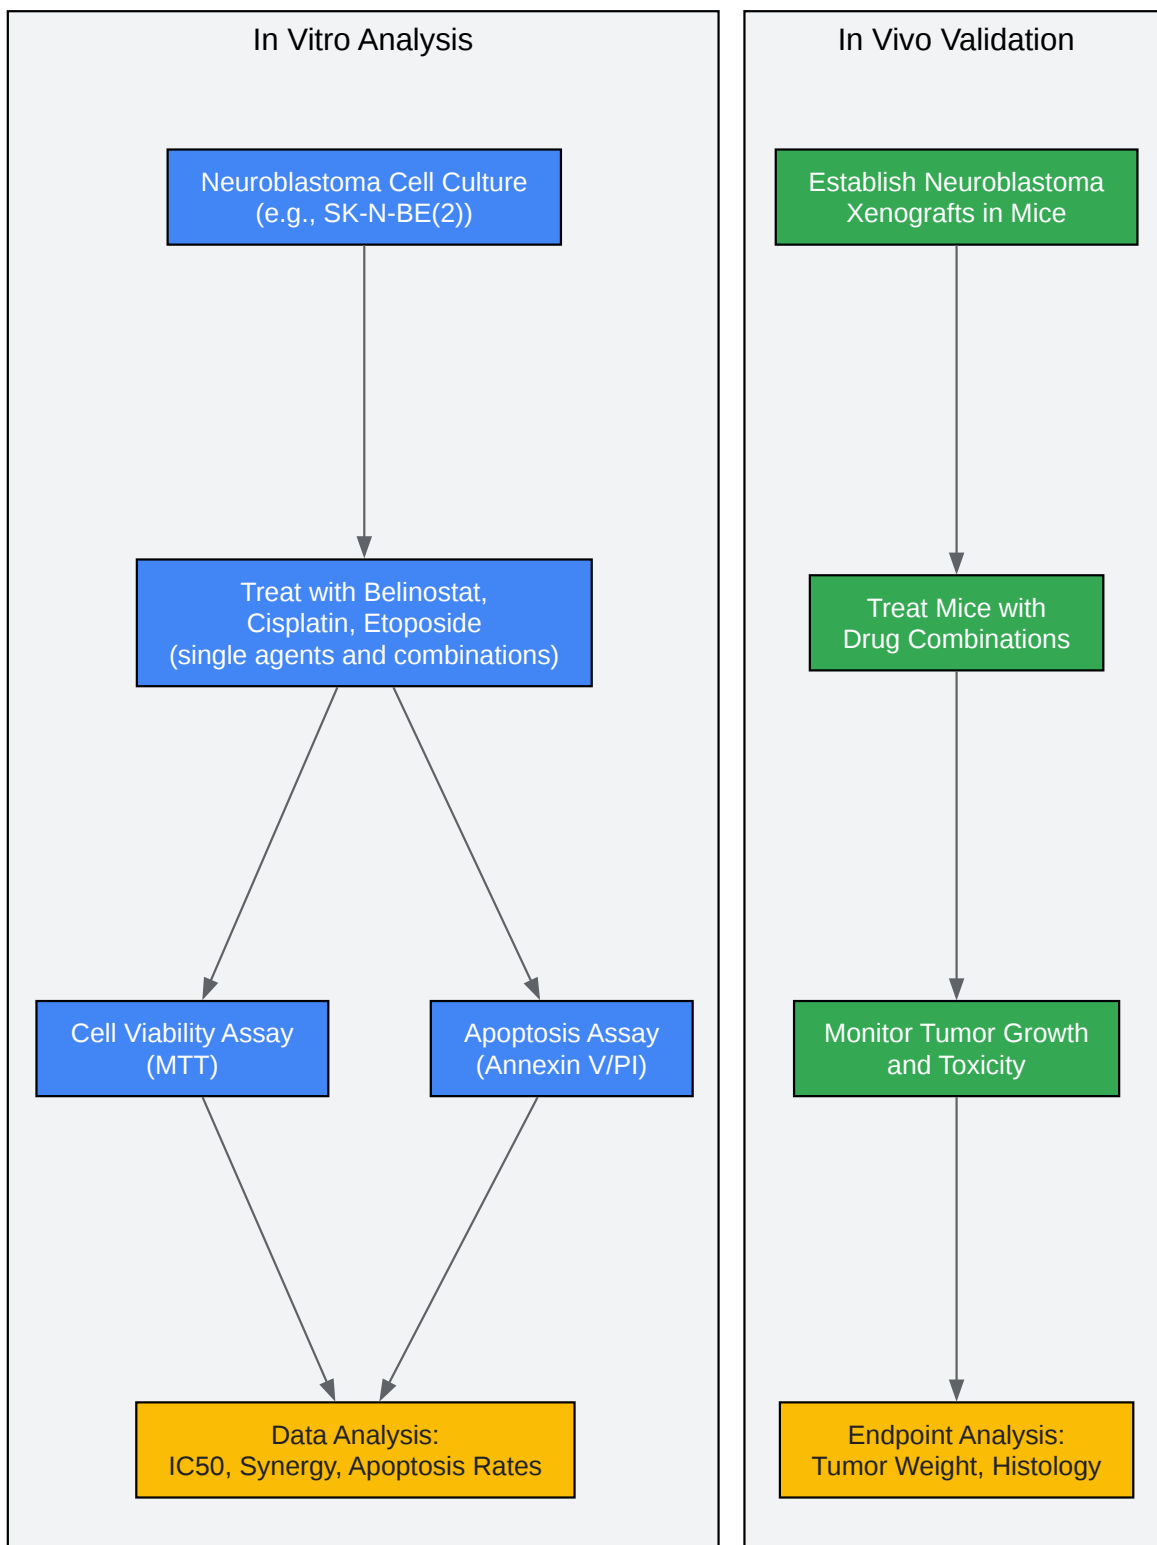 In Vitro Analysis
Neuroblastoma Cell Culture
(e.g., SK-N-BE(2))
Treat with Belinostat,
Cisplatin, Etoposide
(single agents and combinations)
Cell Viability Assay
(MTT)
Apoptosis Assay
(Annexin V/PI)
Data Analysis:
IC50, Synergy, Apoptosis Rates
In Vivo Validation
Establish Neuroblastoma
Xenografts in Mice
Treat Mice with
Drug Combinations
Monitor Tumor Growth
and Toxicity
Endpoint Analysis:
Tumor Weight, Histology